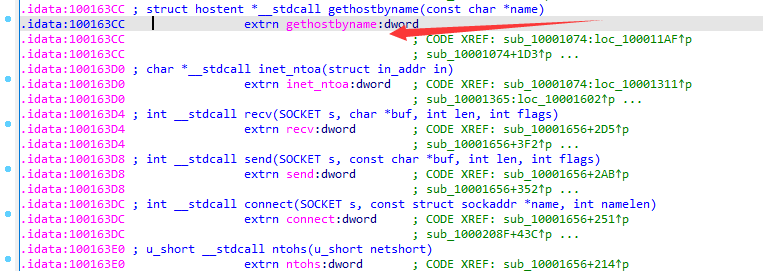 .idata:100163CC ; struct hostent *__stdcall gethostbyname(const char *name)
.idata:100163CC extrn gethostbyname:dword
.idata:100163CC ; CODE XREF: sub_10001074:loc_100011AF↑p
.idata:100163CC ; sub_10001074+1D3↑p ...
.idata:100163D0 ; char *__stdcall inet_ntoa(struct in_addr in)
.idata:100163D0 extrn inet_ntoa:dword ; CODE XREF: sub_10001074:loc_10001311↑p
.idata:100163D0 ; sub_10001365:loc_10001602↑p ...
.idata:100163D4 ; int __stdcall recv(SOCKET s, char *buf, int len, int flags)
.idata:100163D4 extrn recv:dword ; CODE XREF: sub_10001656+2D5↑p
.idata:100163D4 ; sub_10001656+3F2↑p ...
.idata:100163D8 ; int __stdcall send(SOCKET s, const char *buf, int len, int flags)
.idata:100163D8 extrn send:dword ; CODE XREF: sub_10001656+2AB↑p
.idata:100163D8 ; sub_10001656+352↑p ...
.idata:100163DC ; int __stdcall connect(SOCKET s, const struct sockaddr *name, int namelen)
.idata:100163DC extrn connect:dword ; CODE XREF: sub_10001656+251↑p
.idata:100163DC ; sub_1000208F+43C↑p ...
.idata:100163E0 ; u_short __stdcall ntohs(u_short netshort)
.idata:100163E0 extrn ntohs:dword ; CODE XREF: sub_10001656+214↑p